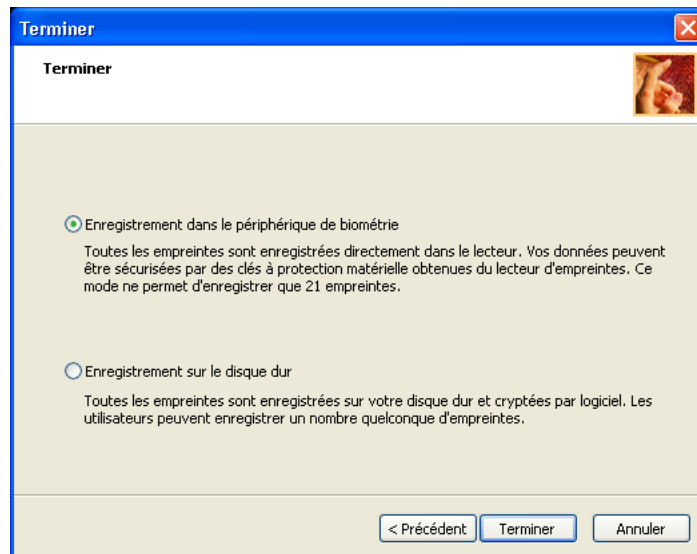 Terminer
Terminer
Enregistrement dans le périphérique de biométrie
Toutes les empreintes sont enregistrées directement dans le lecteur. Vos données peuvent
être sécurisées par des clés à protection matérielle obtenues du lecteur d'empreintes. Ce
mode ne permet d'enregistrer que 21 empreintes.
Enregistrement sur le disque dur
Toutes les empreintes sont enregistrées sur votre disque dur et cryptées par logiciel. Les
utilisateurs peuvent enregistrer un nombre quelconque d'empreintes.
< Précédent Terminer Annuler